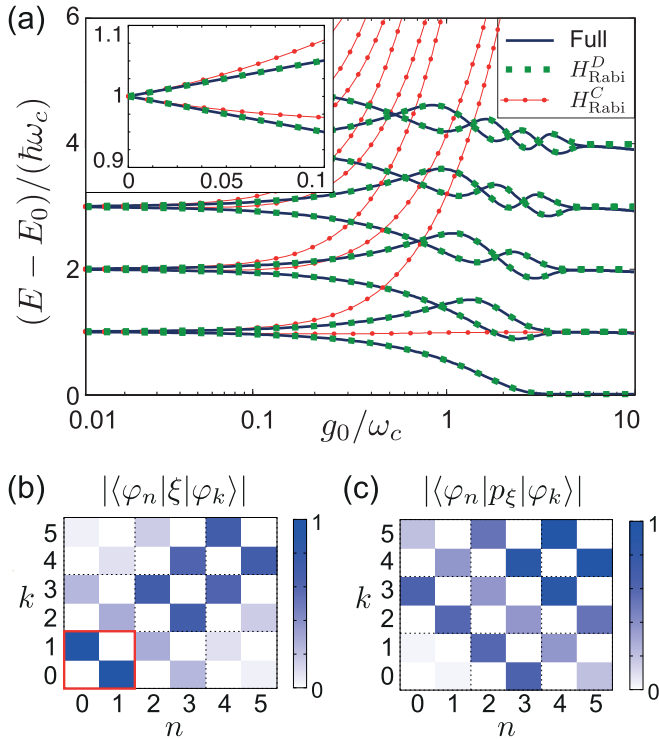 (a)
1.1
1
0.9
0
0.05
0.1
Full
H^D_Rabi
H^C_Rabi
(E − E_0)/(ℏω_c)
6
4
2
0
0.01
0.1
1
10
g_0/ω_c
(b)
|⟨φ_n|ξ|φ_k⟩|
5
4
3
2
1
0
k
0 1 2 3 4 5
n
1
0
(c)
|⟨φ_n|p_ξ|φ_k⟩|
5
4
3
2
1
0
k
0 1 2 3 4 5
n
1
0